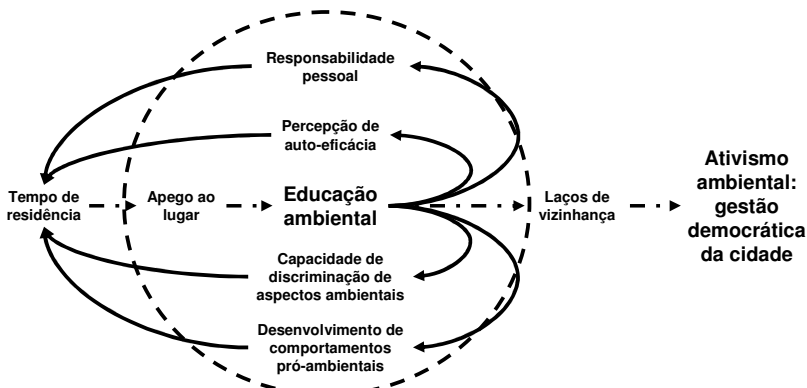 Responsabilidade
pessoal
Percepção de
auto-eficácia
Tempo de
residência
Apego ao
lugar
Educação
ambiental
Laços de
vizinhança
Ativismo
ambiental:
gestão
democrática
da cidade
Capacidade de
discriminação de
aspectos ambientais
Desenvolvimento de
comportamentos
pró-ambientais